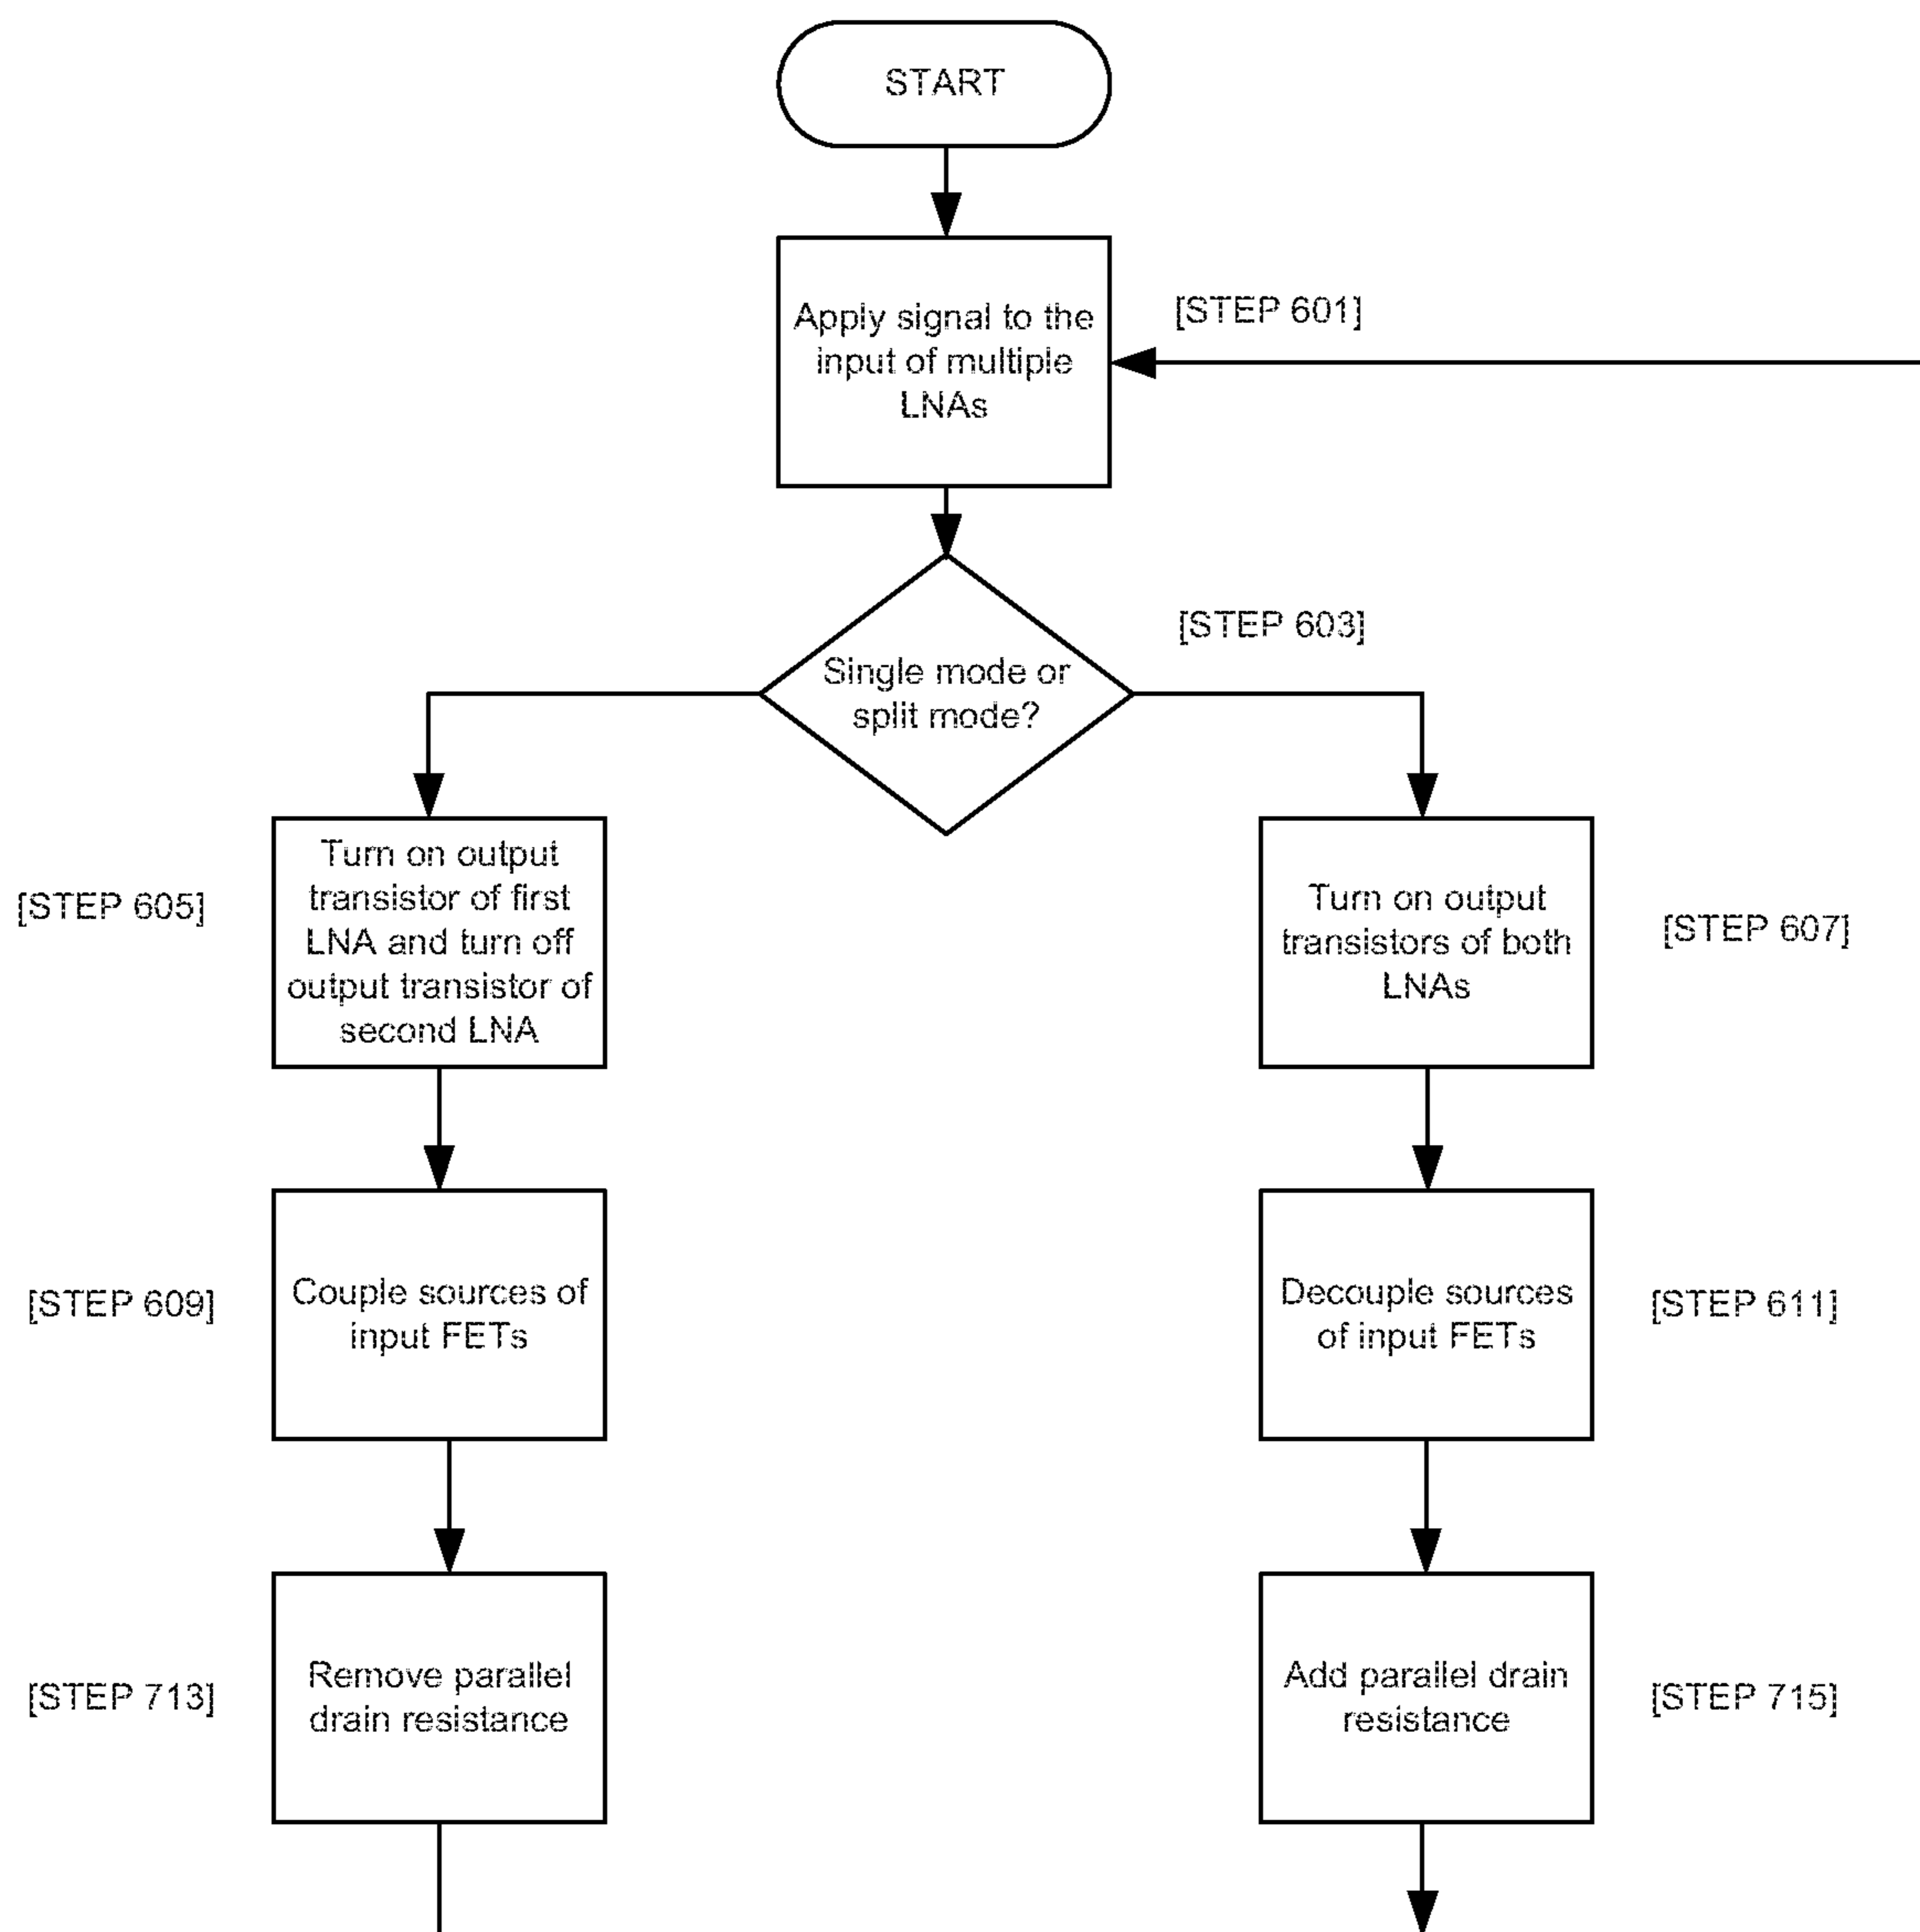 START
Apply signal to the
input of multiple
LNAs
[STEP 601]
[STEP 603]
Single mode or
split mode?
[STEP 605]
Turn on output
transistor of first
LNA and turn off
output transistor of
second LNA
Turn on output
transistors of both
LNAs
[STEP 607]
[STEP 609]
Couple sources of
input FETs
Decouple sources
of input FETs
[STEP 611]
[STEP 713]
Remove parallel
drain resistance
Add parallel drain
resistance
[STEP 715]